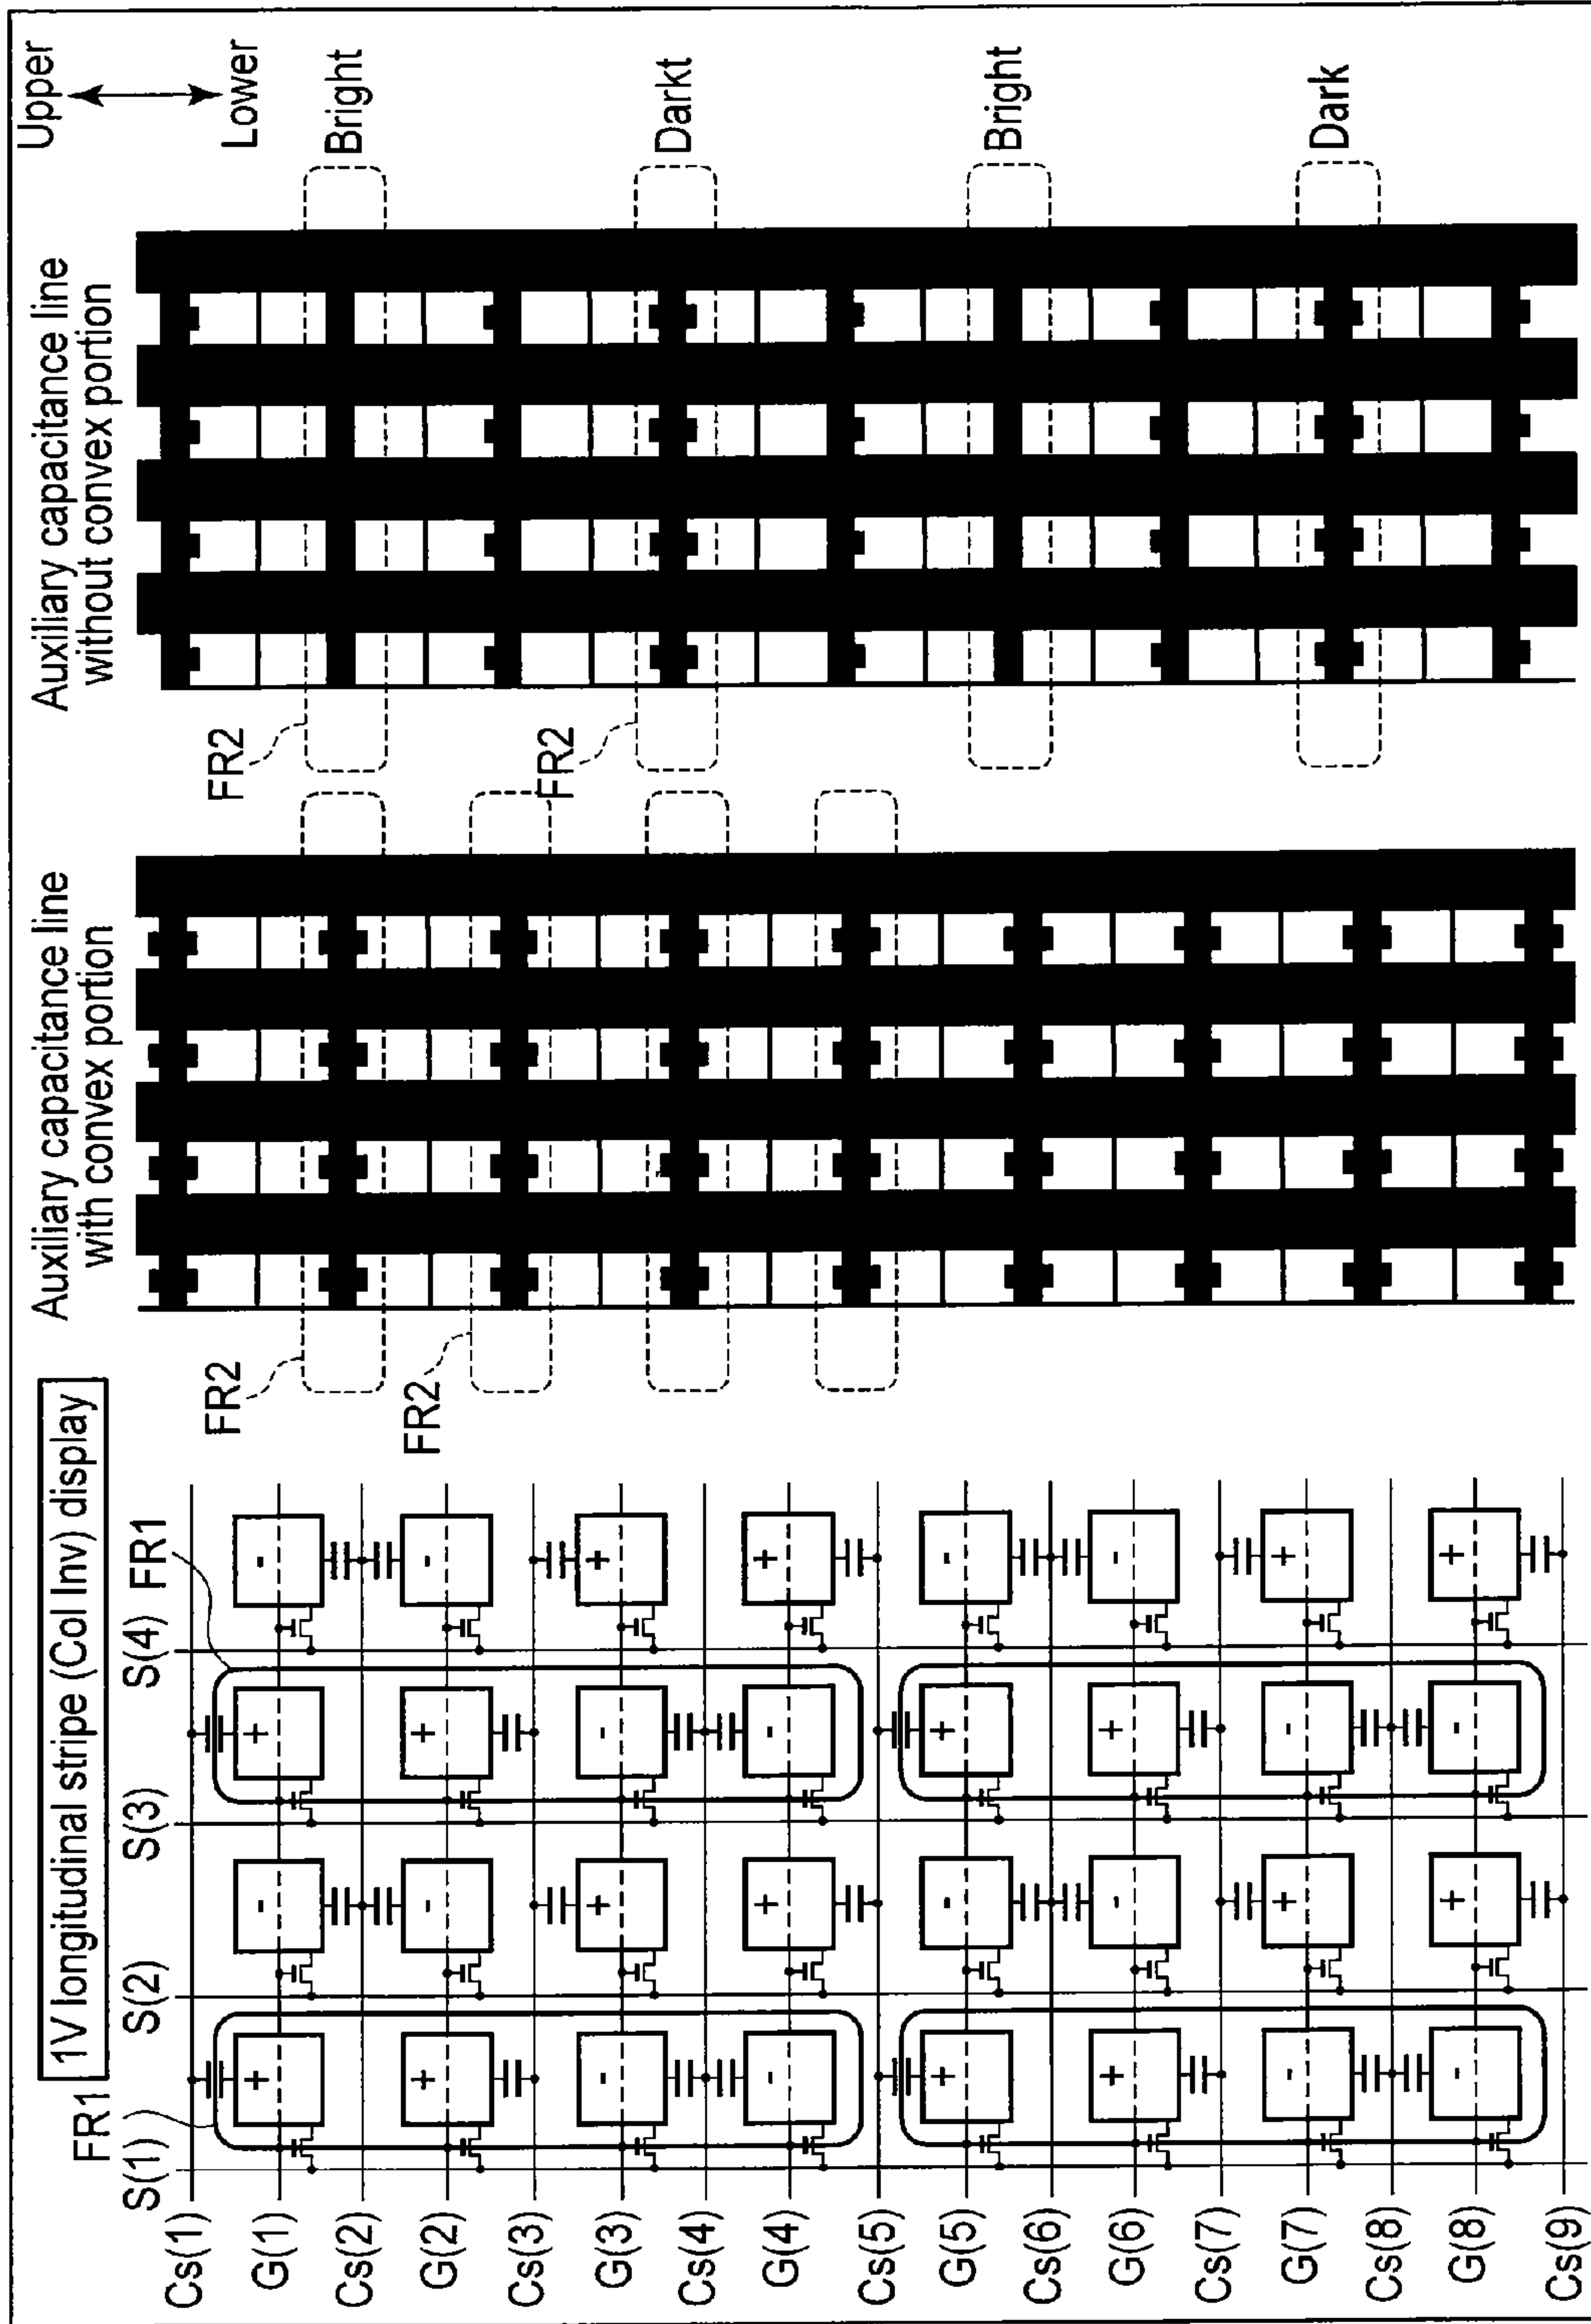 1V longitudinal stripe (Col Inv) display
FR1
FR1
S(1)
S(2)
S(3)
S(4)
Cs(1)
G(1)
Cs(2)
G(2)
Cs(3)
G(3)
Cs(4)
G(4)
Cs(5)
G(5)
Cs(6)
G(6)
Cs(7)
G(7)
Cs(8)
G(8)
Cs(9)
+
-
+
-
+
-
+
-
-
+
-
+
-
+
-
+
+
-
+
-
+
-
+
-
-
+
-
+
-
+
-
+
Auxiliary capacitance line
with convex portion
FR2
FR2
Auxiliary capacitance line
without convex portion
FR2
FR2
Upper
Lower
Bright
Darkt
Bright
Dark